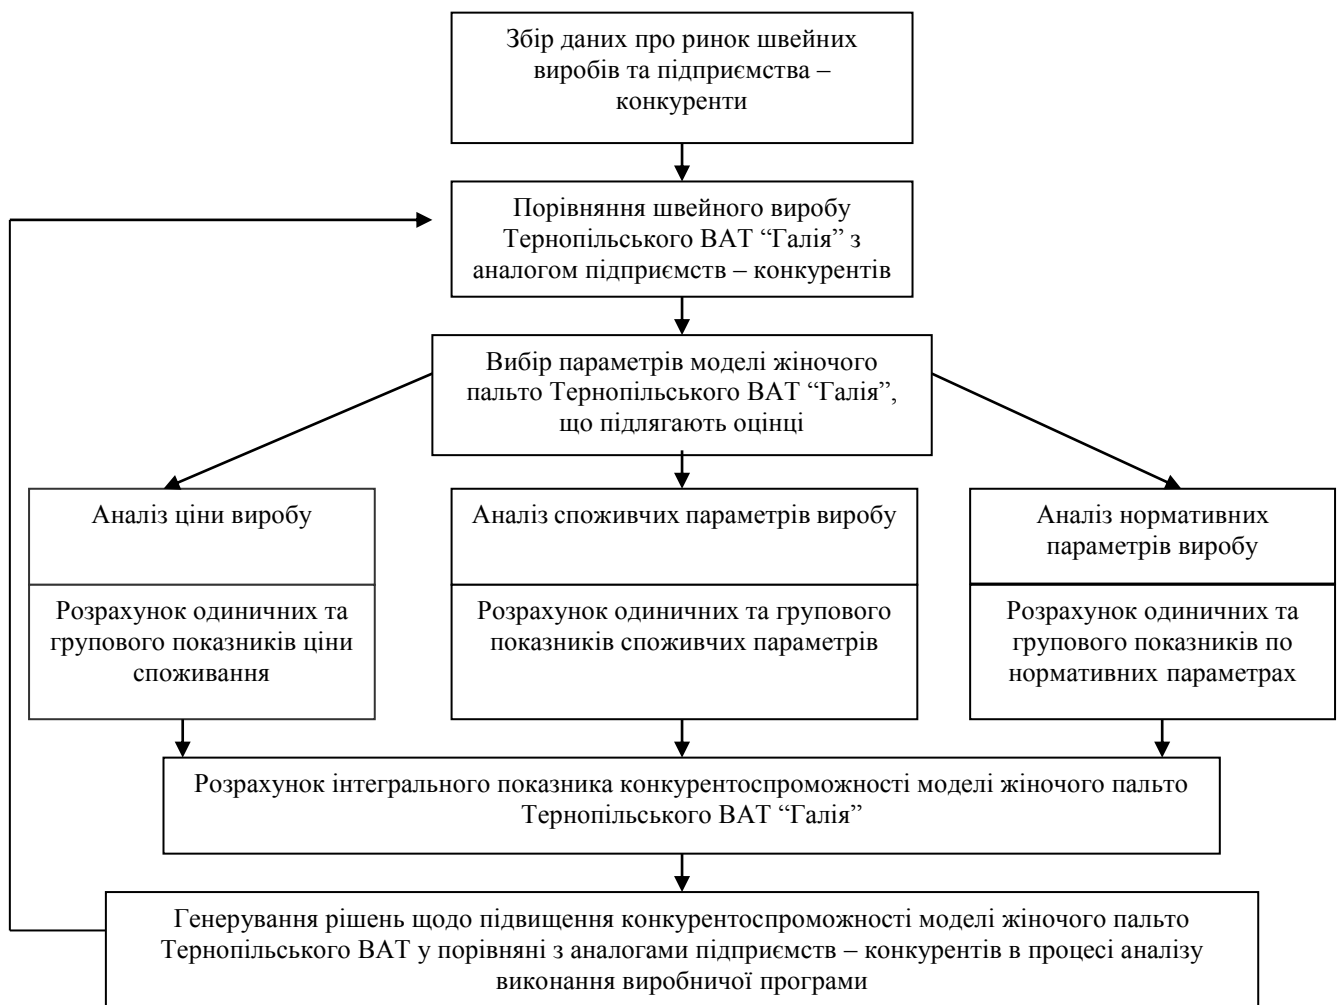 Збір даних про ринок швейних
виробів та підприємства –
конкуренти
Порівняння швейного виробу
Тернопільського ВАТ “Галія” з
аналогом підприємств – конкурентів
Вибір параметрів моделі жіночого
пальто Тернопільського ВАТ “Галія”,
що підлягають оцінці
Аналіз ціни виробу
Розрахунок одиничних та
групового показників ціни
споживання
Аналіз споживчих параметрів виробу
Розрахунок одиничних та групового
показників споживчих параметрів
Аналіз нормативних
параметрів виробу
Розрахунок одиничних та
групового показників по
нормативних параметрах
Розрахунок інтегрального показника конкурентоспроможності моделі жіночого пальто
Тернопільського ВАТ “Галія”
Генерування рішень щодо підвищення конкурентоспроможності моделі жіночого пальто
Тернопільського ВАТ у порівняні з аналогами підприємств – конкурентів в процесі аналізу
виконання виробничої програми